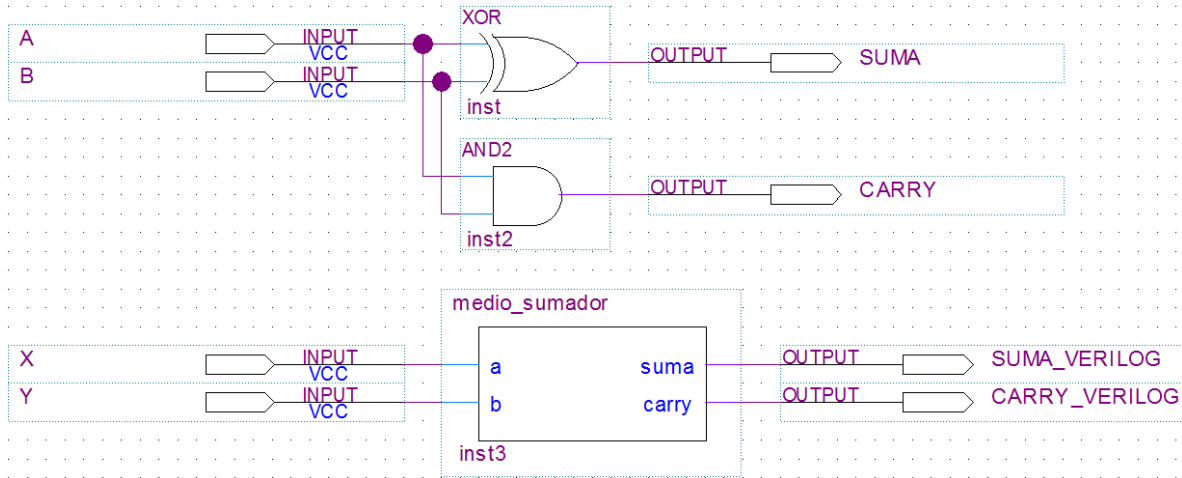 XOR
A INPUT VCC OUTPUT SUMA
B INPUT VCC
inst
AND2
OUTPUT CARRY
inst2
medio_sumador
X INPUT VCC a suma OUTPUT SUMA_VERILOG
Y INPUT VCC b carry OUTPUT CARRY_VERILOG
inst3